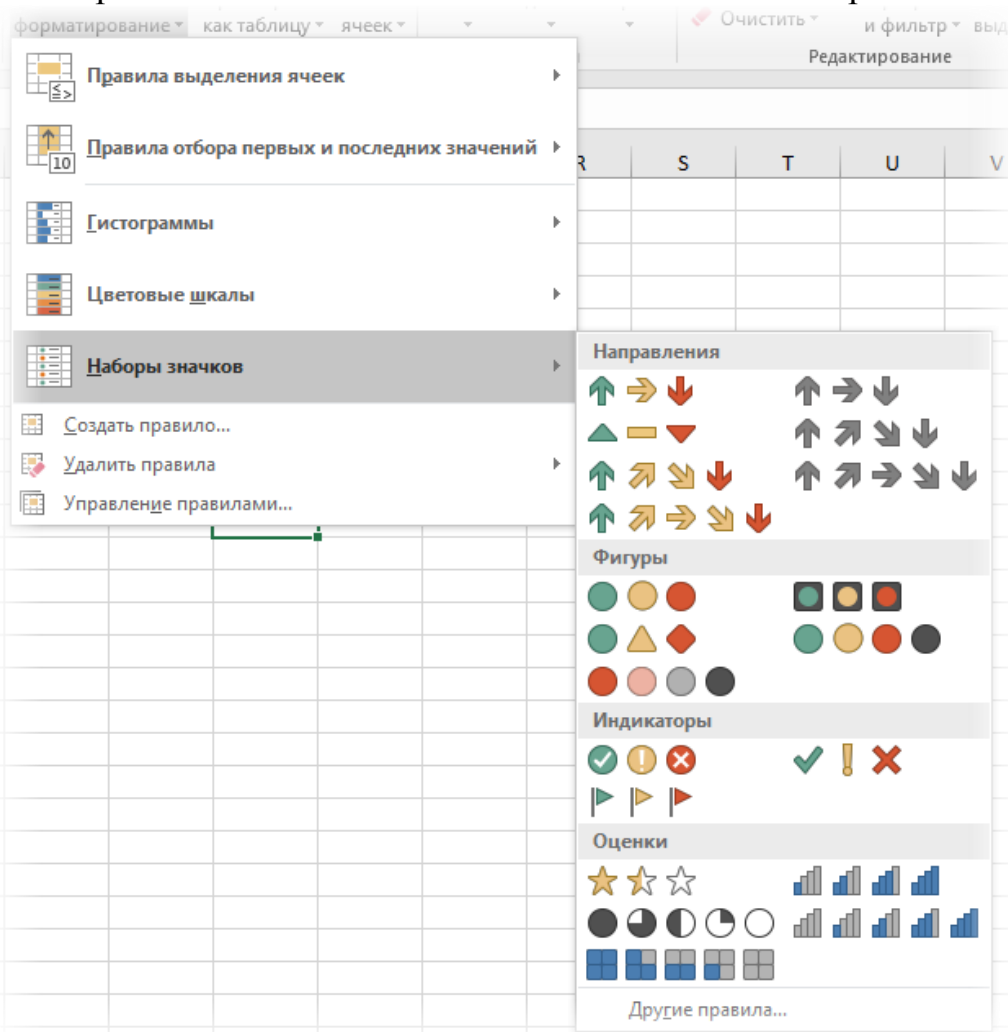 форматирование как таблицу ячеек
Очистить
и фильтр
Редактирование
Правила выделения ячеек
Правила отбора первых и последних значений
10
S T U V
Гистограммы
Цветовые шкалы
Наборы значков
Создать правило...
Удалить правила
Управление правилами...
Направления
Фигуры
Индикаторы
Оценки
Другие правила...